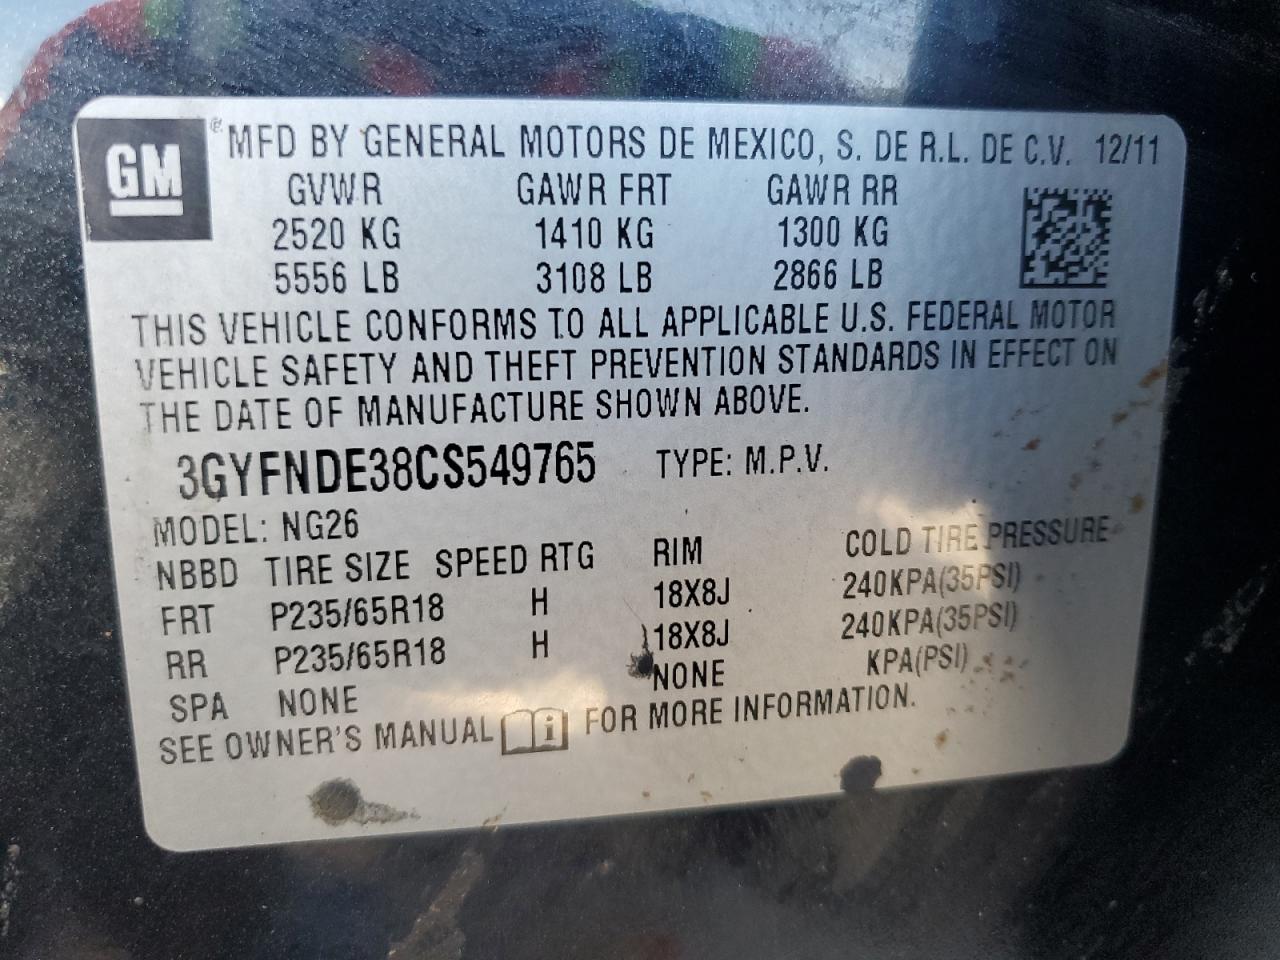 GM ® MFD BY GENERAL MOTORS DE MEXICO, S. DE R.L. DE C.V. 12/11
GVWR GAWR FRT GAWR RR
2520 KG 1410 KG 1300 KG
5556 LB 3108 LB 2866 LB
THIS VEHICLE CONFORMS TO ALL APPLICABLE U.S. FEDERAL MOTOR
VEHICLE SAFETY AND THEFT PREVENTION STANDARDS IN EFFECT ON
THE DATE OF MANUFACTURE SHOWN ABOVE.
3GYFNDE38CS549765 TYPE: M.P.V.
MODEL: NG26
NBBD TIRE SIZE SPEED RTG RIM COLD TIRE PRESSURE
FRT P235/65R18 H 18X8J 240KPA(35PSI)
RR P235/65R18 H 18X8J 240KPA(35PSI)
SPA NONE NONE KPA(PSI)
SEE OWNER'S MANUAL FOR MORE INFORMATION.